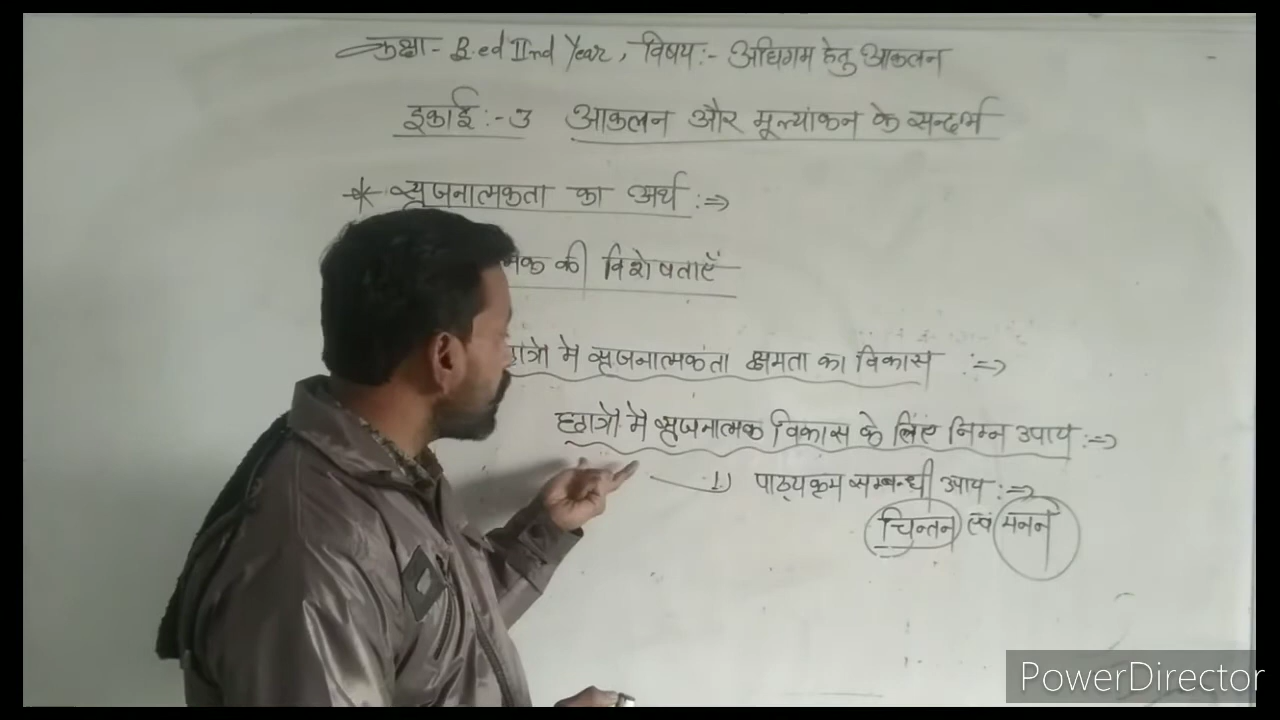 कक्षा - B.ed IInd Year, विषय :- अधिगम हेतु आकलन
इकाई :- 3 आकलन और मूल्यांकन के सन्दर्भ
* सृजनात्मकता का अर्थ :⇒
की विशेषताएँ
में सृजनात्मकता क्षमता का विकास :⇒
छात्रों में सृजनात्मक विकास के लिए निम्न उपाय :⇒
1) पाठ्यक्रम सम्बन्धी उपाय :⇒
चिन्तन एवं मनन
PowerDirector